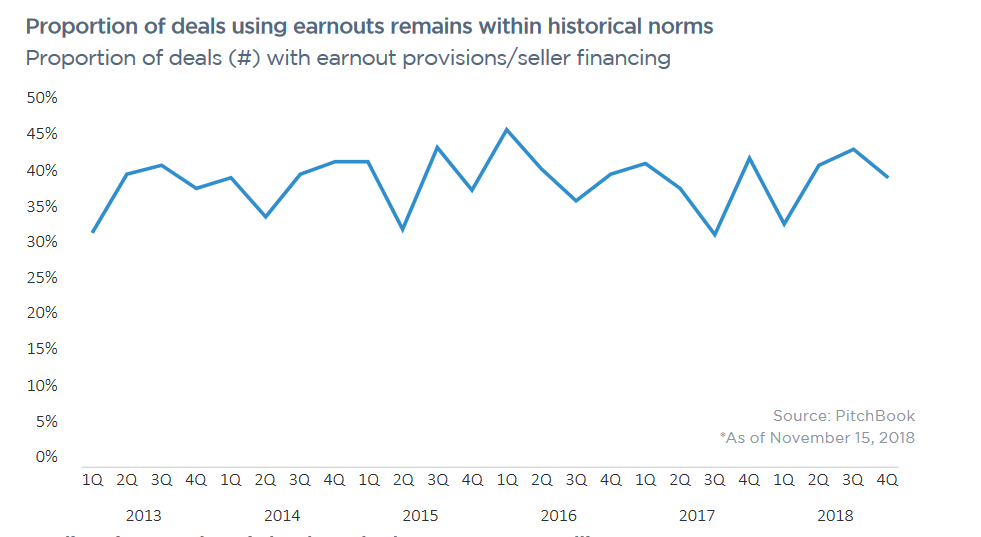 Proportion of deals using earnouts remains within historical norms
Proportion of deals (#) with earnout provisions/seller financing
50%
45%
40%
35%
30%
25%
20%
15%
10%
5%
0%
Source: PitchBook
*As of November 15, 2018
1Q 2Q 3Q 4Q 1Q 2Q 3Q 4Q 1Q 2Q 3Q 4Q 1Q 2Q 3Q 4Q 1Q 2Q 3Q 4Q 1Q 2Q 3Q 4Q
2013 2014 2015 2016 2017 2018